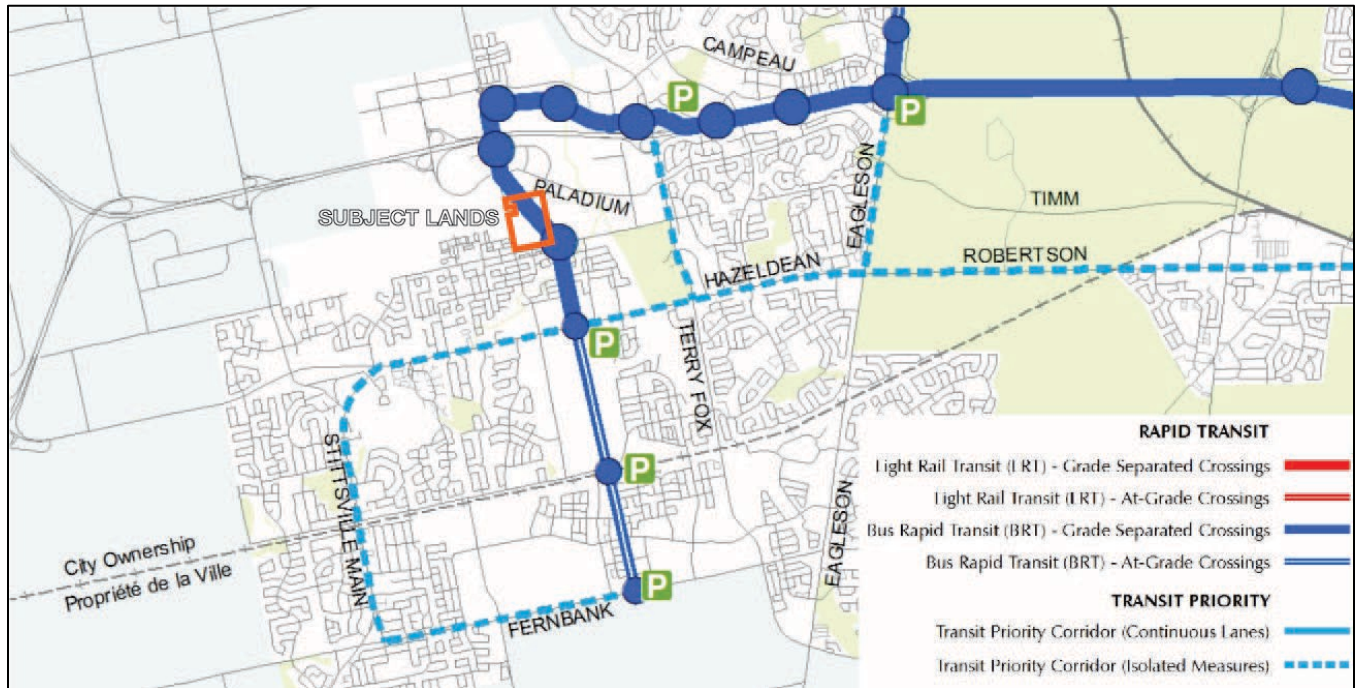 CAMPEAU
P
P
PALADIUM
EAGLESON
TIMM
SUBJECT LANDS
ROBERTSON
HAZELDEAN
P
TERRY FOX
STITTSVILLE MAIN
P
EAGLESON
City Ownership
Propriété de la Ville
P
FERNBANK
RAPID TRANSIT
Light Rail Transit (LRT) - Grade Separated Crossings
Light Rail Transit (LRT) - At-Grade Crossings
Bus Rapid Transit (BRT) - Grade Separated Crossings
Bus Rapid Transit (BRT) - At-Grade Crossings
TRANSIT PRIORITY
Transit Priority Corridor (Continuous Lanes)
Transit Priority Corridor (Isolated Measures)